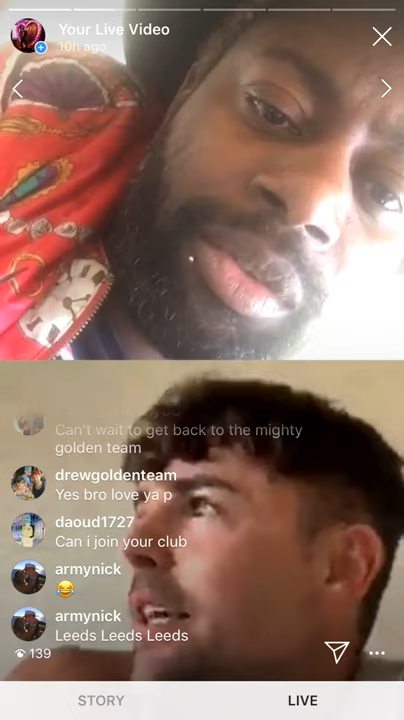 Your Live Video
10h ago
Can't wait to get back to the mighty
golden team
drewgoldenteam
Yes bro love ya p
daoud1727
Can i join your club
armynick
😂
armynick
Leeds Leeds Leeds
139
STORY
LIVE